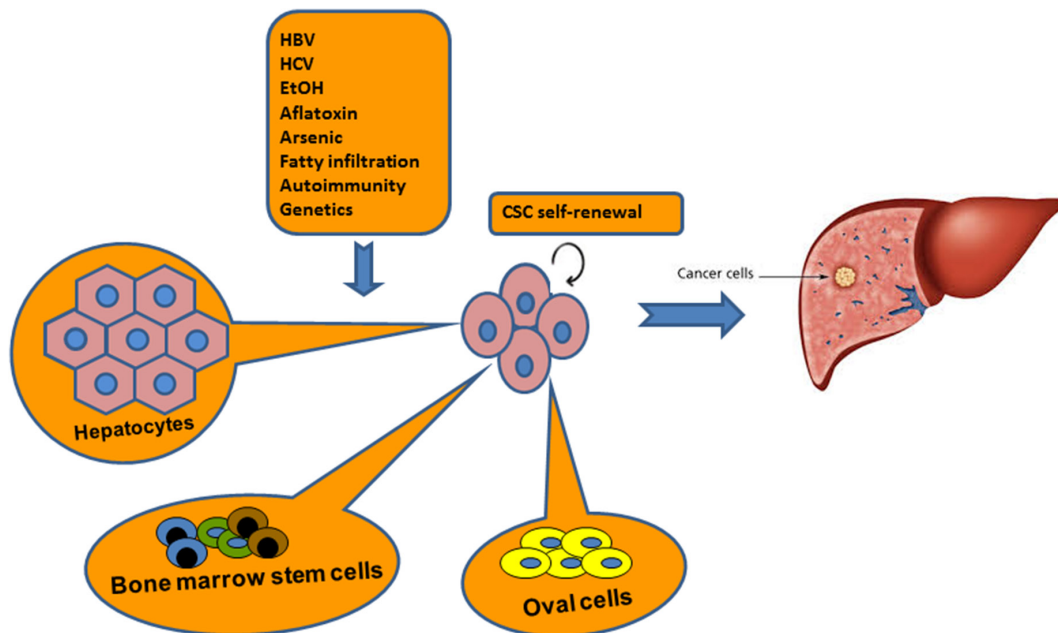 HBV
HCV
EtOH
Aflatoxin
Arsenic
Fatty infiltration
Autoimmunity
Genetics
CSC self-renewal
Cancer cells
Hepatocytes
Bone marrow stem cells
Oval cells